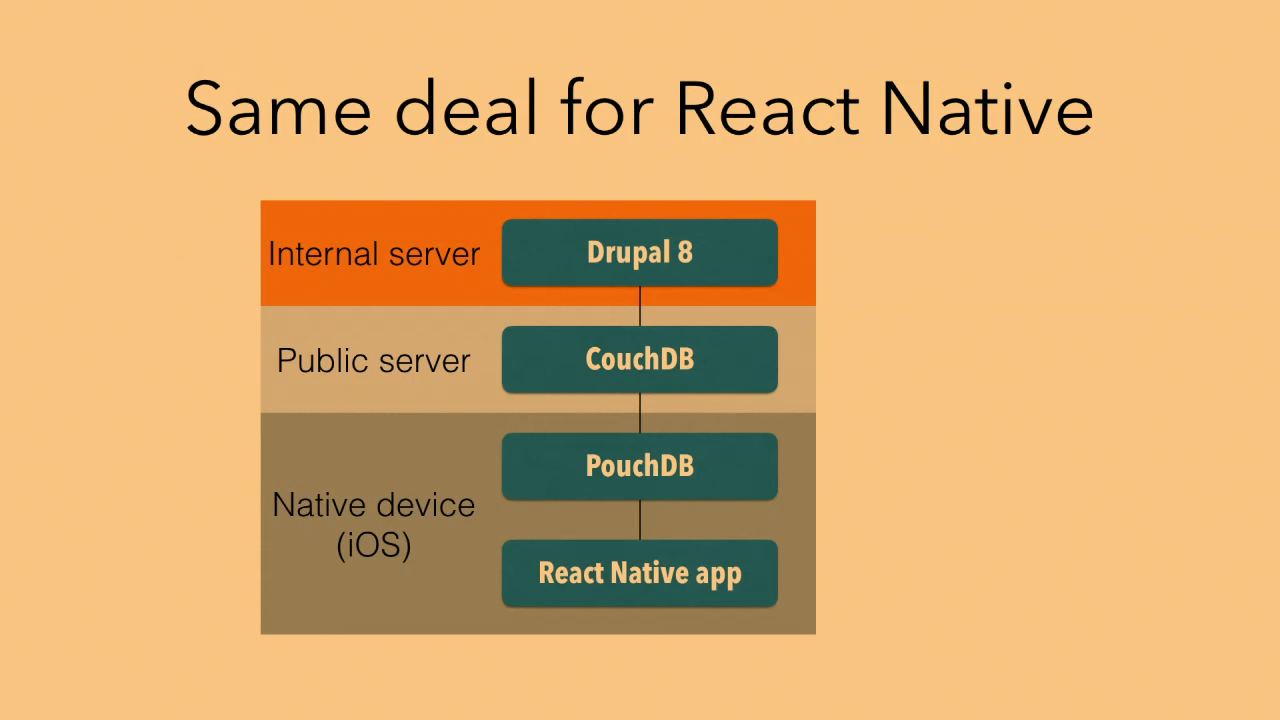 Same deal for React Native
Internal server
Drupal 8
Public server
CouchDB
PouchDB
Native device
(iOS)
React Native app